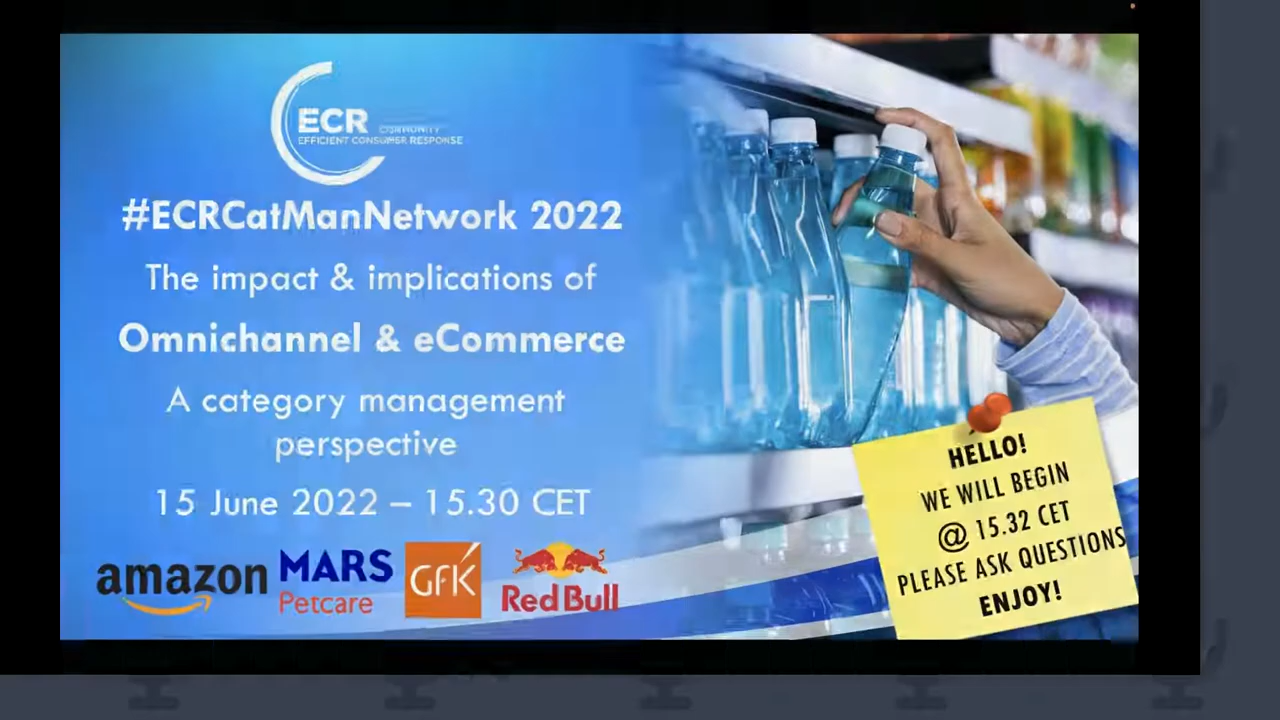 ECR COMMUNITY
EFFICIENT CONSUMER RESPONSE
#ECRCatManNetwork 2022
The impact & implications of
Omnichannel & eCommerce
A category management
perspective
15 June 2022 – 15.30 CET
amazon
MARS
Petcare
GFK
Red Bull
HELLO!
WE WILL BEGIN
@ 15.32 CET
PLEASE ASK QUESTIONS
ENJOY!